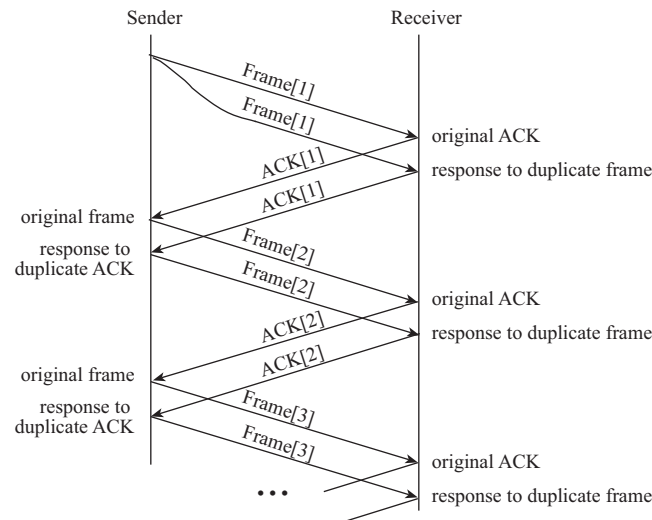 Sender
Receiver
Frame[1]
Frame[1]
original ACK
ACK[1]
response to duplicate frame
ACK[1]
original frame
response to
duplicate ACK
Frame[2]
Frame[2]
original ACK
ACK[2]
response to duplicate frame
ACK[2]
original frame
response to
duplicate ACK
Frame[3]
Frame[3]
original ACK
...
response to duplicate frame